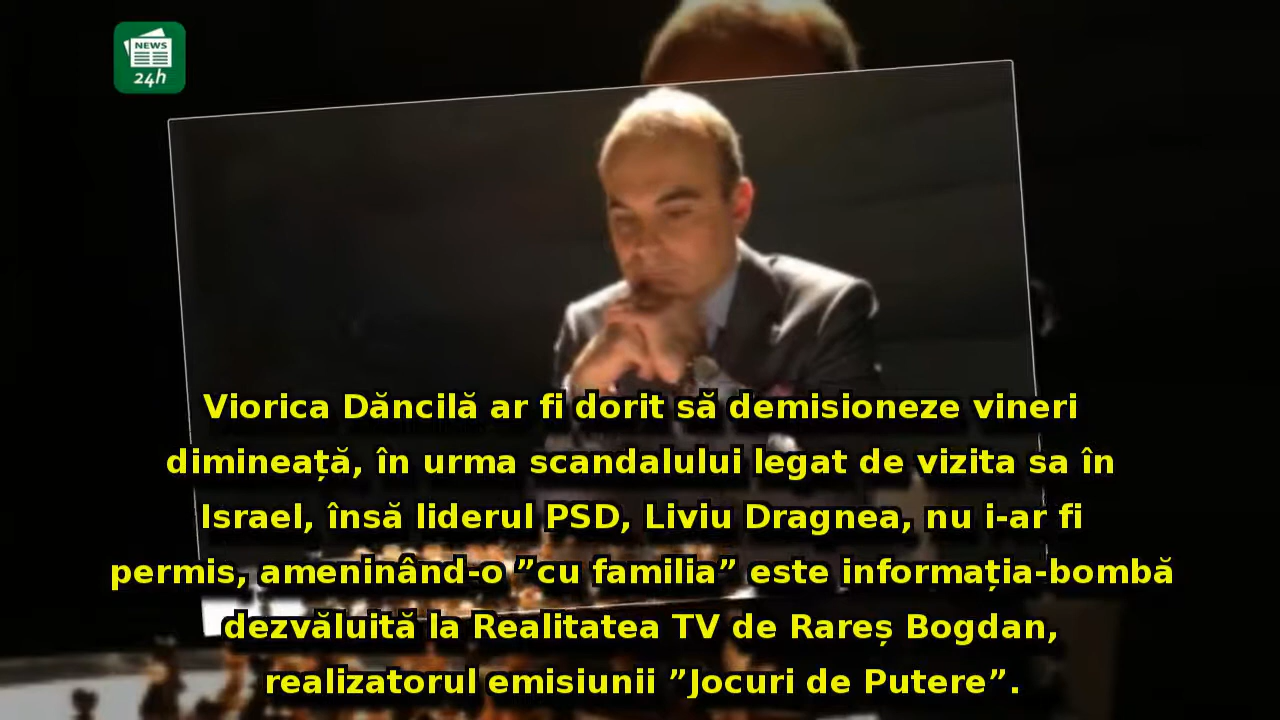 NEWS
24h
Viorica Dăncilă ar fi dorit să demisioneze vineri
dimineață, în urma scandalului legat de vizita sa în
Israel, însă liderul PSD, Liviu Dragnea, nu i-ar fi
permis, ameninând-o ”cu familia” este informația-bombă
dezvăluită la Realitatea TV de Rareș Bogdan,
realizatorul emisiunii ”Jocuri de Putere”.